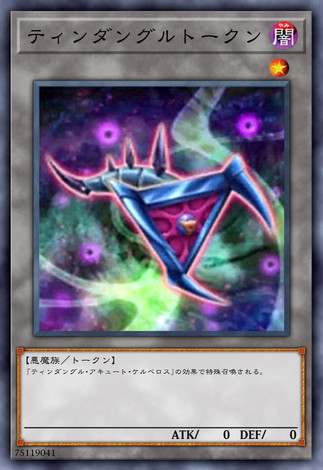 ティンダングルトークン
やみ
闇
【悪魔族／トークン】
「ティンダングル・アキュート・ケルベロス」の効果で特殊召喚される。
ATK/ 0 DEF/ 0
75119041